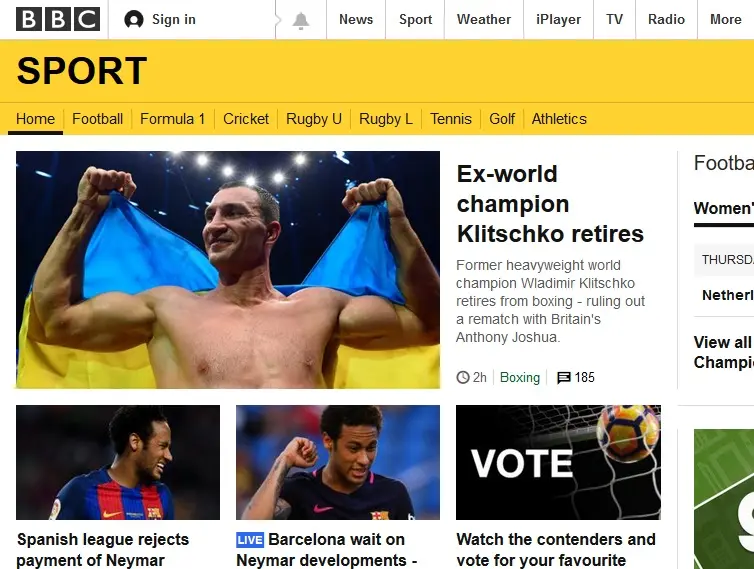 BBC
Sign in
News
Sport
Weather
iPlayer
TV
Radio
More
SPORT
Home
Football
Formula 1
Cricket
Rugby U
Rugby L
Tennis
Golf
Athletics
Ex-world
champion
Klitschko retires
Former heavyweight world
champion Wladimir Klitschko
retires from boxing - ruling out
a rematch with Britain's
Anthony Joshua.
2h
Boxing
185
Footba
Women'
THURSD
Netherl
View all
Champi
Spanish league rejects
payment of Neymar
LIVE Barcelona wait on
Neymar developments -
VOTE
Watch the contenders and
vote for your favourite